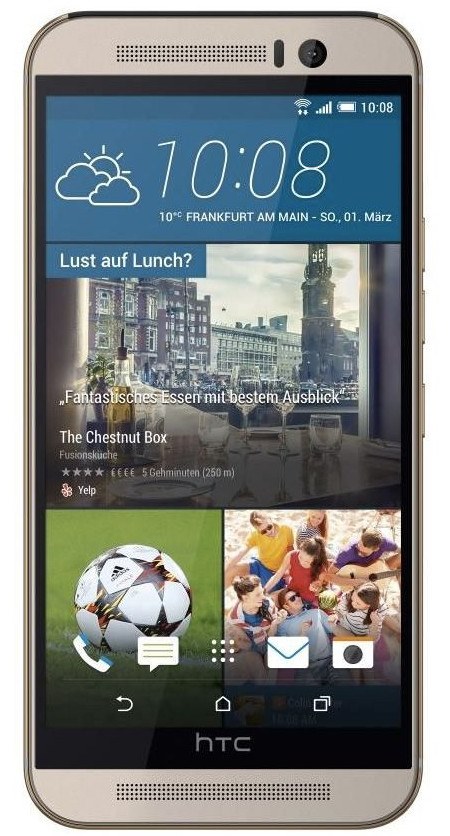 10:08
10:08
10°C FRANKFURT AM MAIN - SO., 01. März
Lust auf Lunch?
„Fantastisches Essen mit bestem Ausblick“
The Chestnut Box
Fusionsküche
€€€€ 5 Gehminuten (250 m)
Yelp
adidas
hTC